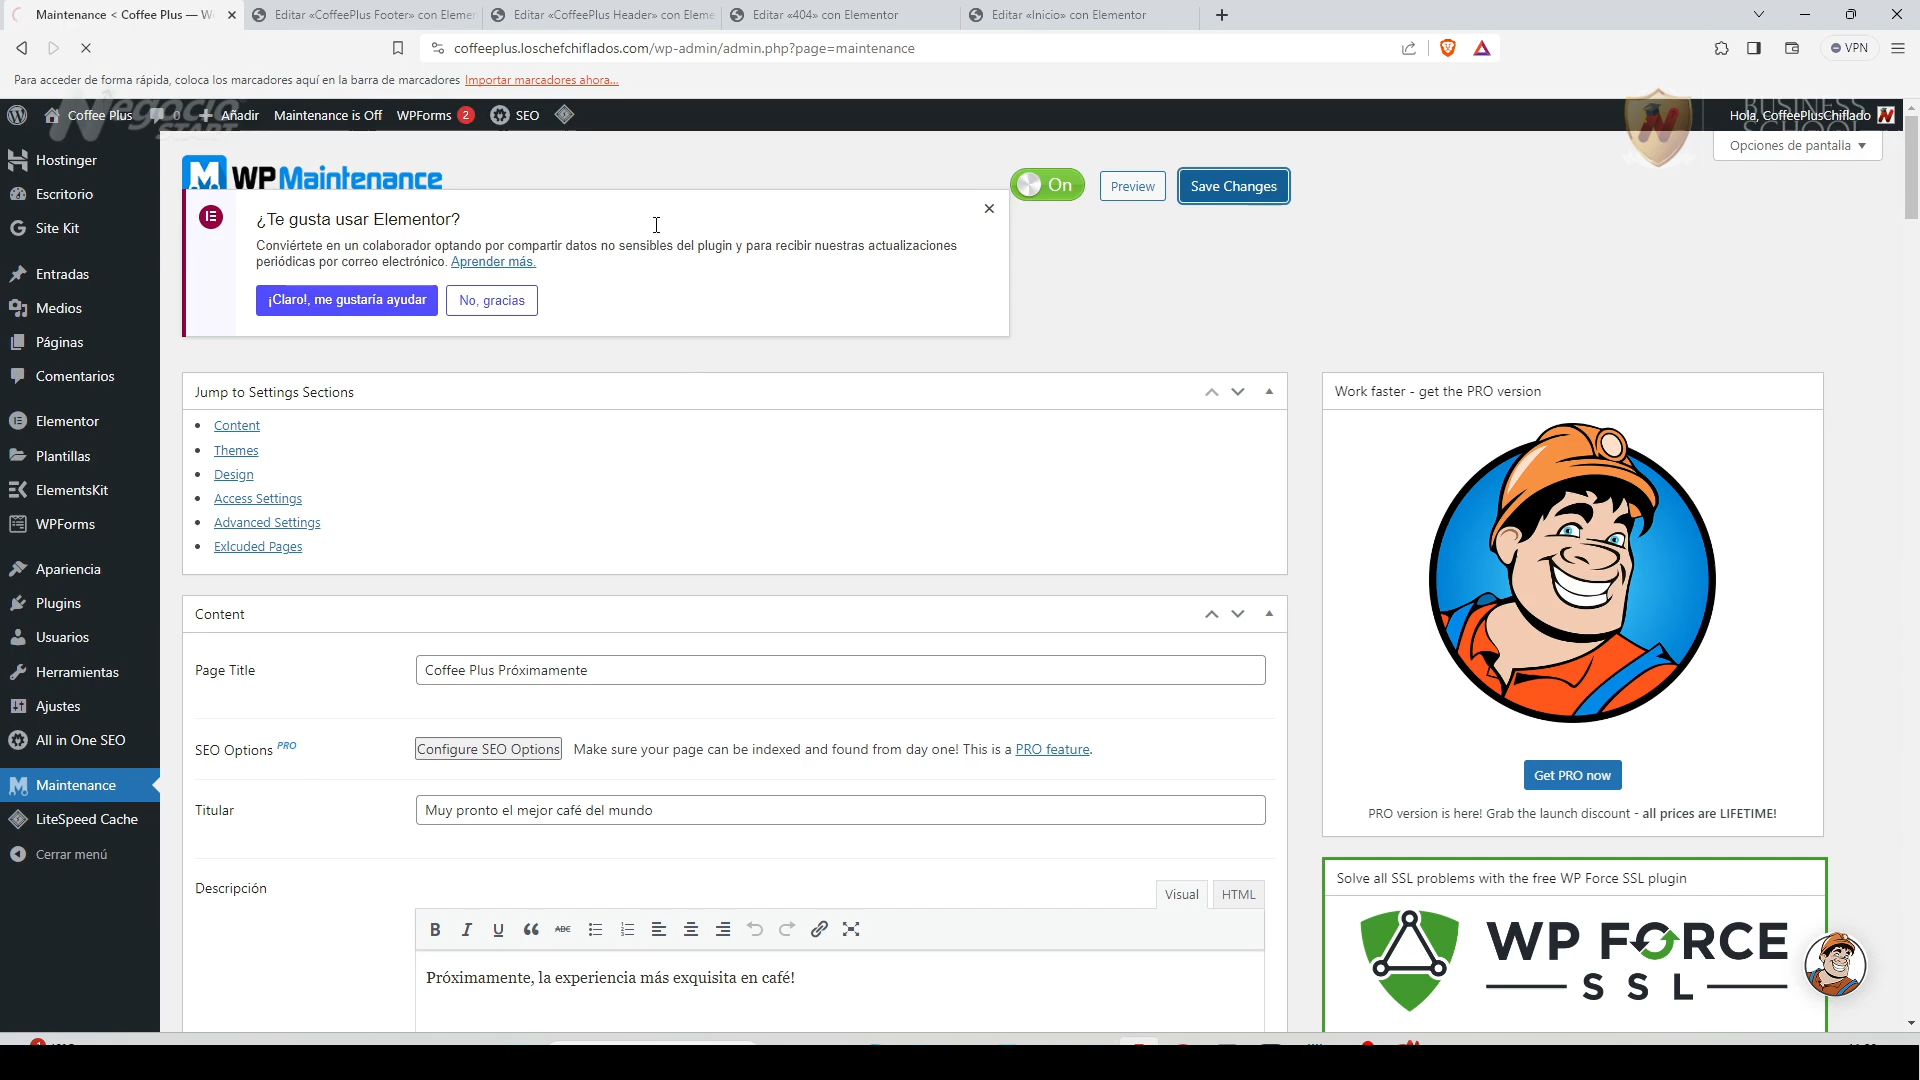 Maintenance < Coffee Plus — W
Editar «CoffeePlus Footer» con Eleme
Editar «CoffeePlus Header» con Eleme
Editar «404» con Elementor
Editar «Inicio» con Elementor
coffeeplus.loschefchiflados.com/wp-admin/admin.php?page=maintenance
VPN
Para acceder de forma rápida, coloca los marcadores aquí en la barra de marcadores Importar marcadores ahora...
Negocio
START
BUSINESS
SCHOOL
Coffee Plus
0
Añadir
Maintenance is Off
WPForms 2
SEO
Hola, CoffeePlusChiflado
Opciones de pantalla
Hostinger
Escritorio
Site Kit
Entradas
Medios
Páginas
Comentarios
Elementor
Plantillas
ElementsKit
WPForms
Apariencia
Plugins
Usuarios
Herramientas
Ajustes
All in One SEO
Maintenance
LiteSpeed Cache
Cerrar menú
WP Maintenance
On
Preview
Save Changes
¿Te gusta usar Elementor?
Conviértete en un colaborador optando por compartir datos no sensibles del plugin y para recibir nuestras actualizaciones
periódicas por correo electrónico. Aprender más.
¡Claro!, me gustaría ayudar
No, gracias
Jump to Settings Sections
Content
Themes
Design
Access Settings
Advanced Settings
Exlcuded Pages
Content
Page Title
Coffee Plus Próximamente
SEO Options PRO
Configure SEO Options
Make sure your page can be indexed and found from day one! This is a PRO feature.
Titular
Muy pronto el mejor café del mundo
Descripción
Visual
HTML
B I U ABC
Próximamente, la experiencia más exquisita en café!
Work faster - get the PRO version
Get PRO now
PRO version is here! Grab the launch discount - all prices are LIFETIME!
Solve all SSL problems with the free WP Force SSL plugin
WP FORCE
SSL